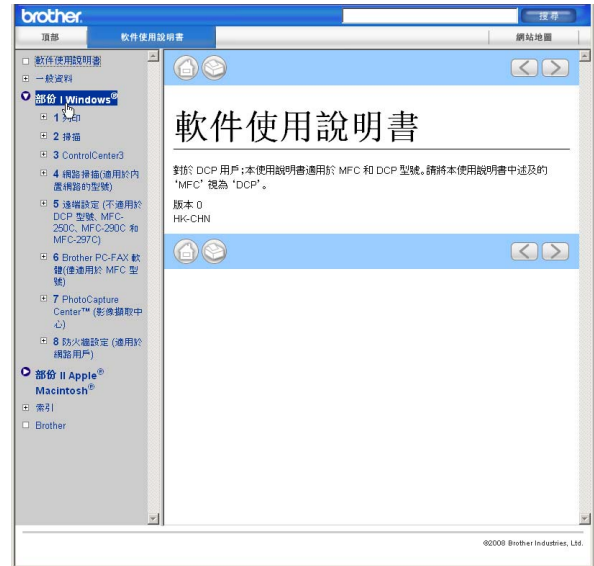 brother.
搜尋
頂部
軟件使用說明書
網站地圖
軟件使用說明書
一般資料
部份 I Windows®
1 列印
2 掃描
3 ControlCenter3
4 網路掃描(適用於內
置網路的型號)
5 遠端設定 (不適用於
DCP 型號、MFC-
250C、MFC-290C 和
MFC-297C)
6 Brother PC-FAX 軟
體(僅適用於 MFC 型
號)
7 PhotoCapture
Center™ (影像擷取中
心)
8 防火牆設定 (適用於
網路用戶)
部份 II Apple®
Macintosh®
索引
Brother
軟件使用說明書
對於 DCP 用戶;本使用說明書適用於 MFC 和 DCP 型號。請將本使用說明書中述及的
‘MFC’ 視為 ‘DCP’。
版本 0
HK-CHN
©2008 Brother Industries, Ltd.